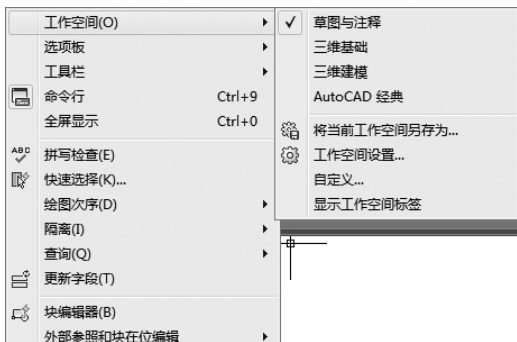 工作空间(O)
选项板
工具栏
命令行 Ctrl+9
全屏显示 Ctrl+0
ABC 拼写检查(E)
快速选择(K)...
绘图次序(D)
隔离(I)
查询(Q)
更新字段(T)
块编辑器(B)
外部参照和块在位编辑
草图与注释
三维基础
三维建模
AutoCAD 经典
将当前工作空间另存为...
工作空间设置...
自定义...
显示工作空间标签